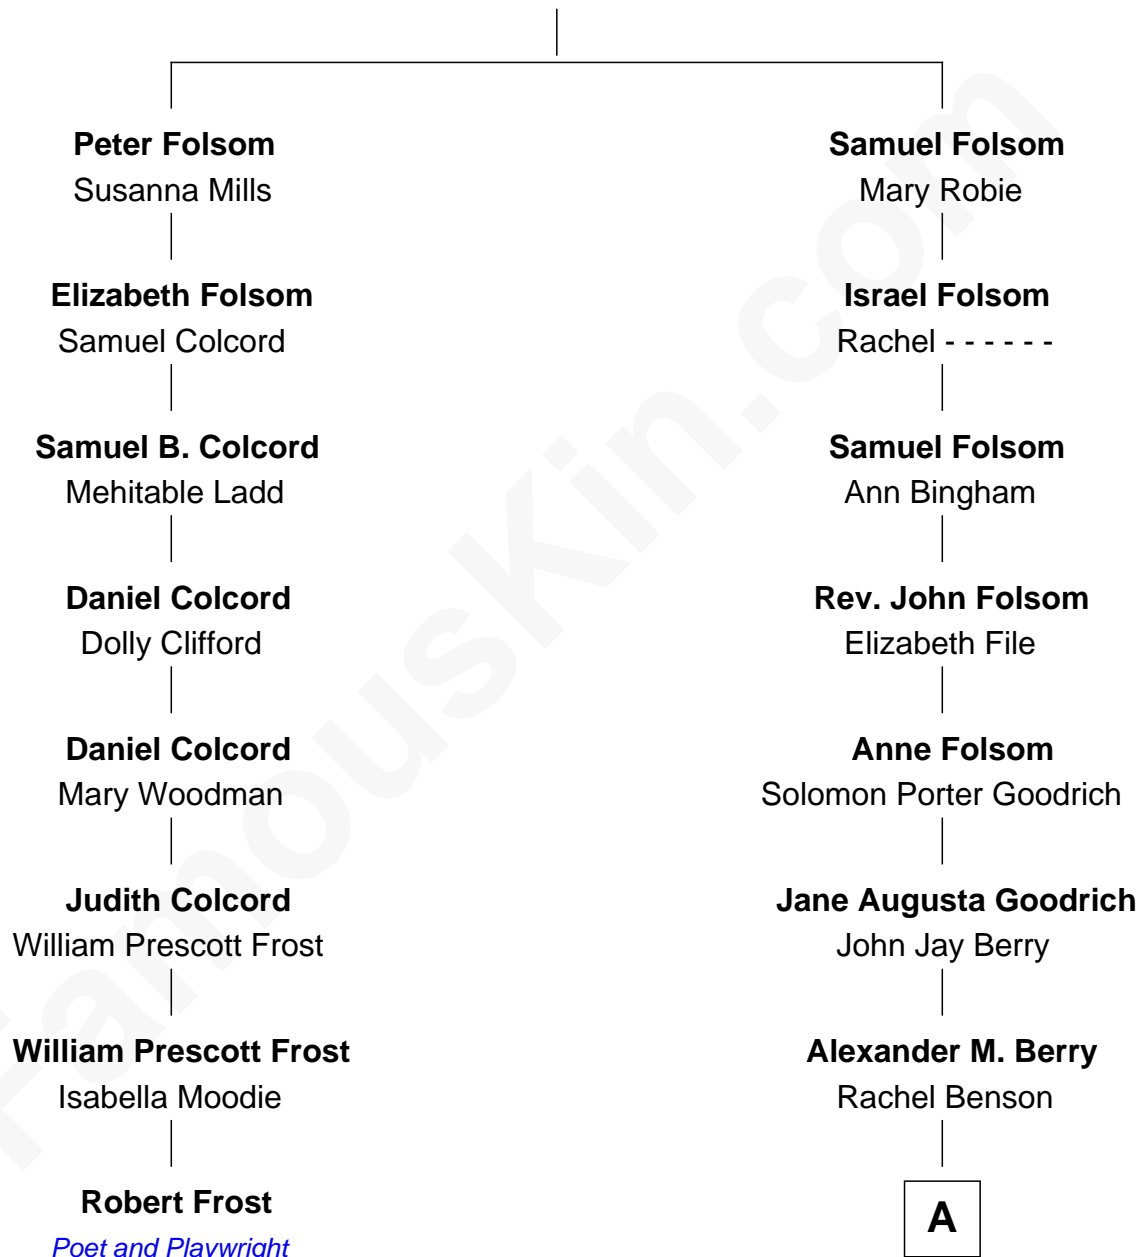 Peter Folsom
Susanna Mills
Elizabeth Folsom
Samuel Colcord
Samuel B. Colcord
Mehitable Ladd
Daniel Colcord
Dolly Clifford
Daniel Colcord
Mary Woodman
Judith Colcord
William Prescott Frost
William Prescott Frost
Isabella Moodie
Robert Frost
Poet and Playwright
Samuel Folsom
Mary Robie
Israel Folsom
Rachel - - - - - -
Samuel Folsom
Ann Bingham
Rev. John Folsom
Elizabeth File
Anne Folsom
Solomon Porter Goodrich
Jane Augusta Goodrich
John Jay Berry
Alexander M. Berry
Rachel Benson
A
FamousKin.com